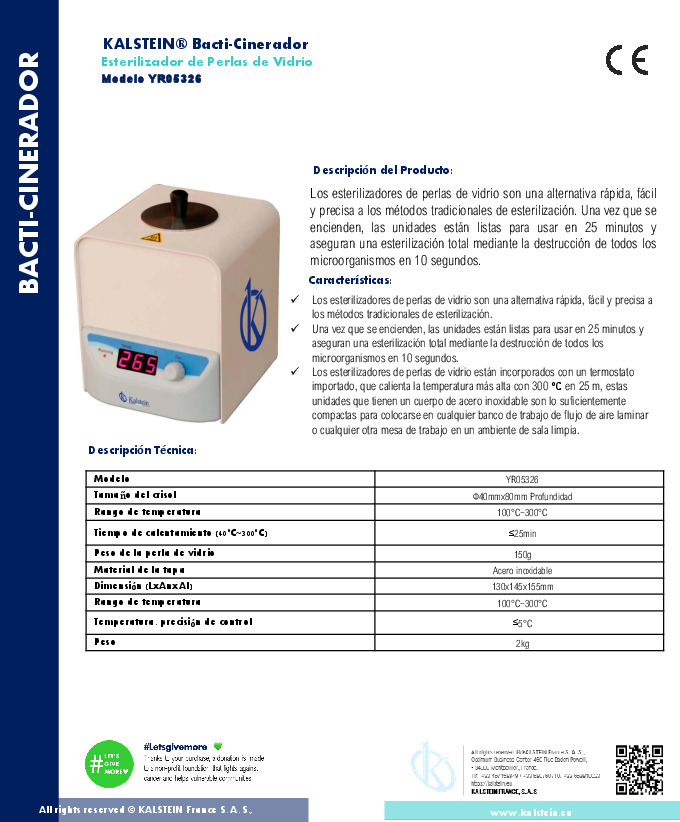 BACTI-CINERADOR
KALSTEIN® Bacti-Cinerador
Esterilizador de Perlas de Vidrio
Modelo YR05326
CE
Descripción del Producto:
Los esterilizadores de perlas de vidrio son una alternativa rápida, fácil
y precisa a los métodos tradicionales de esterilización. Una vez que se
encienden, las unidades están listas para usar en 25 minutos y
aseguran una esterilización total mediante la destrucción de todos los
microorganismos en 10 segundos.
Características:
✓ Los esterilizadores de perlas de vidrio son una alternativa rápida, fácil y precisa a
los métodos tradicionales de esterilización.
✓ Una vez que se encienden, las unidades están listas para usar en 25 minutos y
aseguran una esterilización total mediante la destrucción de todos los
microorganismos en 10 segundos.
✓ Los esterilizadores de perlas de vidrio están incorporados con un termostato
importado, que calienta la temperatura más alta con 300 °C en 25 m, estas
unidades que tienen un cuerpo de acero inoxidable son lo suficientemente
compactas para colocarse en cualquier banco de trabajo de flujo de aire laminar
o cualquier otra mesa de trabajo en un ambiente de sala limpia.
265
Kalstein
Descripción Técnica:
Modelo YR05326
Tamaño del crisol Φ40mmx80mm Profundidad
Rango de temperatura 100°C~300°C
Tiempo de calentamiento (40°C~300°C) ≤25min
Peso de la perla de vidrio 150g
Material de la tapa Acero inoxidable
Dimensión (LxAnxAl) 130x145x155mm
Rango de temperatura 100°C~300°C
Temperatura. precisión de control ≤5°C
Peso 2kg
# LET'S
GIVE
MORE
#Letsgivemore
Thanks to your purchase, a donation is made
to a non-profit foundation that fights against
cancer and helps vulnerable communities
All rights reserved ® KALSTEIN France S. A. S.,
Optimum Business Center 450 Rue Baden Powell,
34000 Montpellier, France.
https://kalstein.eu
KALSTEIN FRANCE, S.A.S
All rights reserved © KALSTEIN France S.A.S.,
www.kalstein.eu